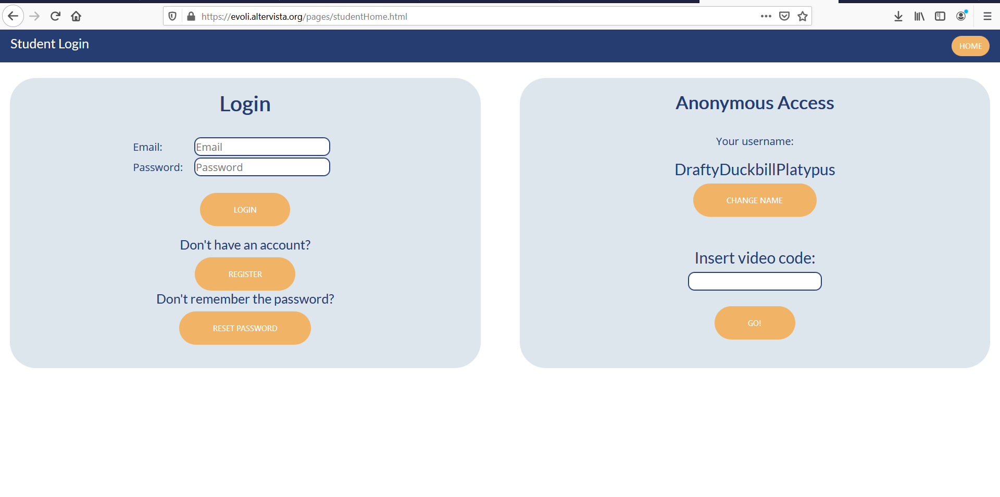 https://evoli.altervista.org/pages/studentHome.html
Student Login
HOME
Login
Email:
Email
Password:
Password
LOGIN
Don't have an account?
REGISTER
Don't remember the password?
RESET PASSWORD
Anonymous Access
Your username:
DraftyDuckbillPlatypus
CHANGE NAME
Insert video code:
GO!